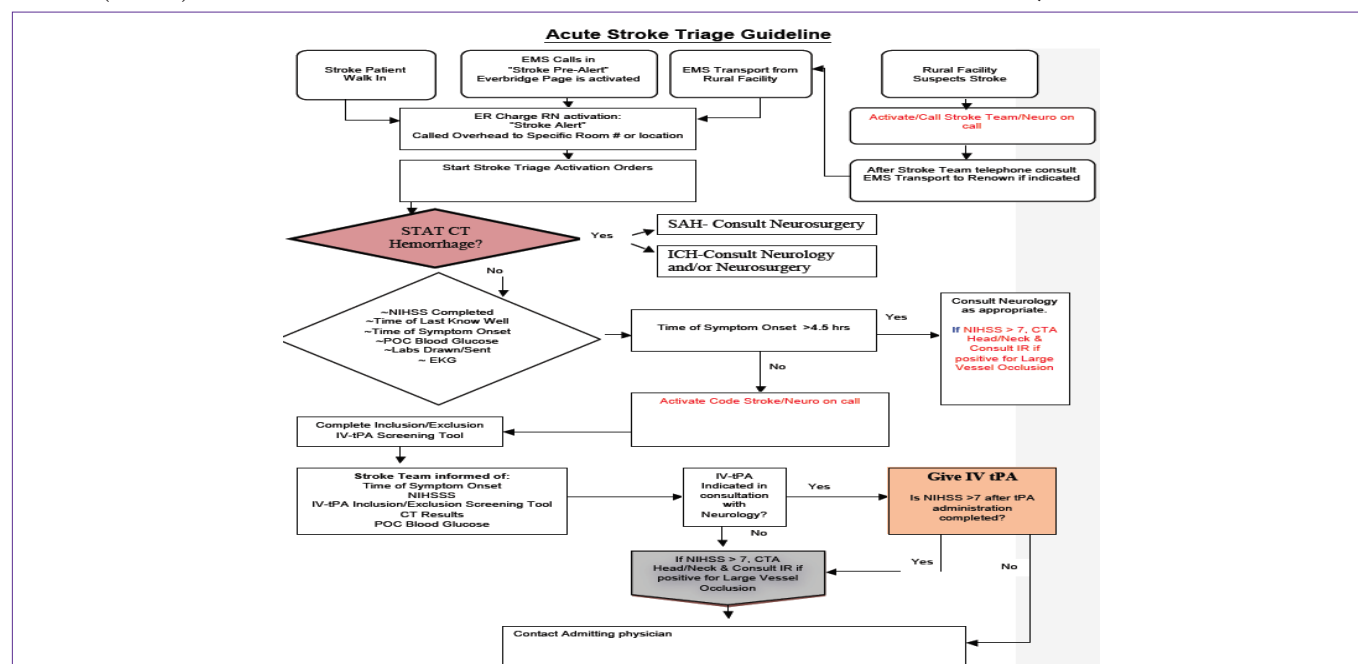 Acute Stroke Triage Guideline
Stroke Patient
Walk In
EMS Calls in
"Stroke Pre-Alert"
Everbridge Page is activated
EMS Transport from
Rural Facility
Rural Facility
Suspects Stroke
ER Charge RN activation:
"Stroke Alert"
Called Overhead to Specific Room # or location
Activate/Call Stroke Team/Neuro on
call
Start Stroke Triage Activation Orders
After Stroke Team telephone consult
EMS Transport to Renown if indicated
STAT CT
Hemorrhage?
Yes
SAH- Consult Neurosurgery
ICH-Consult Neurology
and/or Neurosurgery
No
~NIHSS Completed
~Time of Last Know Well
~Time of Symptom Onset
~POC Blood Glucose
~Labs Drawn/Sent
~ EKG
Time of Symptom Onset >4.5 hrs
Yes
Consult Neurology
as appropriate.
If NIHSS > 7, CTA
Head/Neck &
Consult IR if
positive for Large
Vessel Occlusion
No
Activate Code Stroke/Neuro on call
Complete Inclusion/Exclusion
IV-tPA Screening Tool
Stroke Team informed of:
Time of Symptom Onset
NIHSSS
IV-tPA Inclusion/Exclusion Screening Tool
CT Results
POC Blood Glucose
IV-tPA
Indicated in
consultation
with
Neurology?
Yes
Give IV tPA
Is NIHSS >7 after tPA
administration
completed?
No
If NIHSS > 7, CTA
Head/Neck & Consult IR if
positive for Large Vessel
Occlusion
Yes
No
Contact Admitting physician